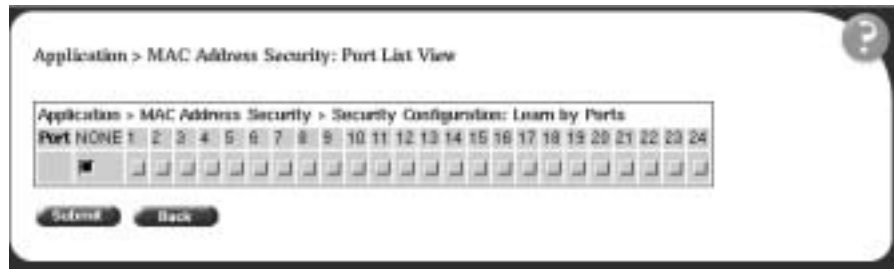 ?
Application > MAC Address Security: Port List View
Application > MAC Address Security > Security Configuration: Learn by Ports
Port NONE 1 2 3 4 5 6 7 8 9 10 11 12 13 14 15 16 17 18 19 20 21 22 23 24
Submit Back